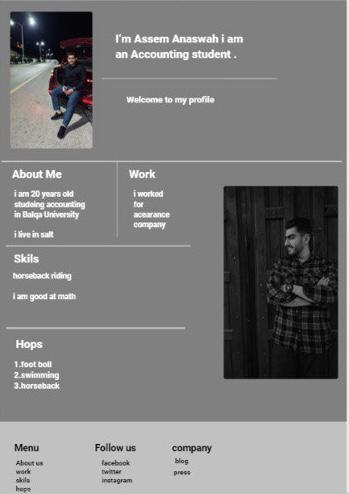 I'm Assem Anaswah i am
an Accounting student .
Welcome to my profile
About Me
i am 20 years old
studeing accounting
in Balqa University
i live in salt
Work
i worked
for
acearance
company
Skils
horseback riding
i am good at math
Hops
1.foot boll
2.swimming
3.horseback
Menu
About us
work
skils
hops
Follow us
facebook
twitter
instagram
company
blog
press